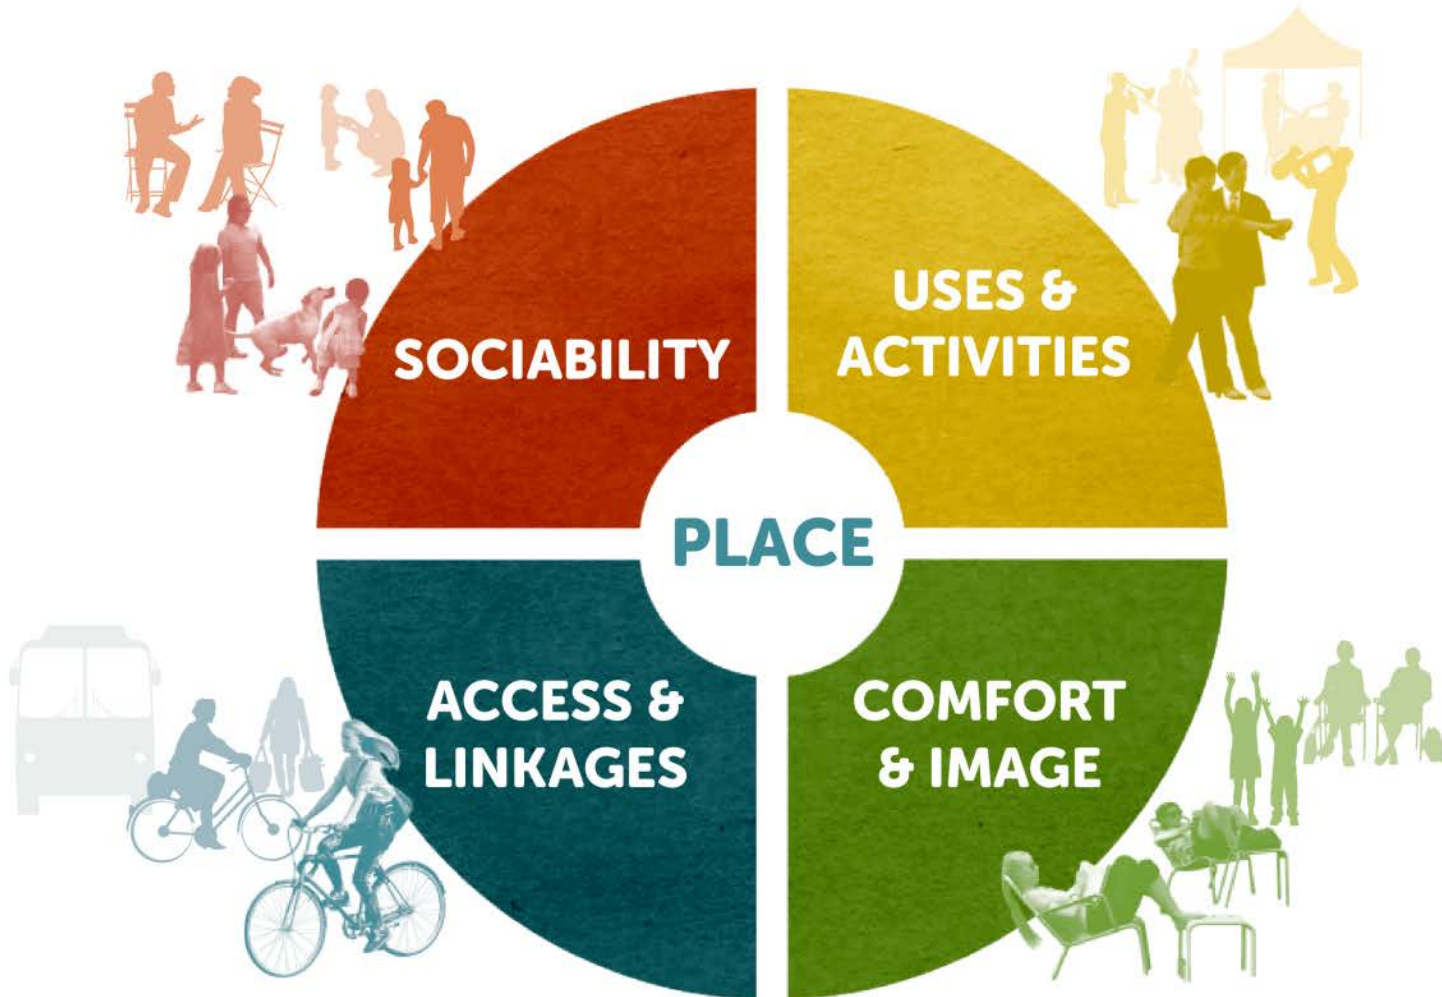 SOCIABILITY
USES &
ACTIVITIES
PLACE
ACCESS &
LINKAGES
COMFORT
& IMAGE